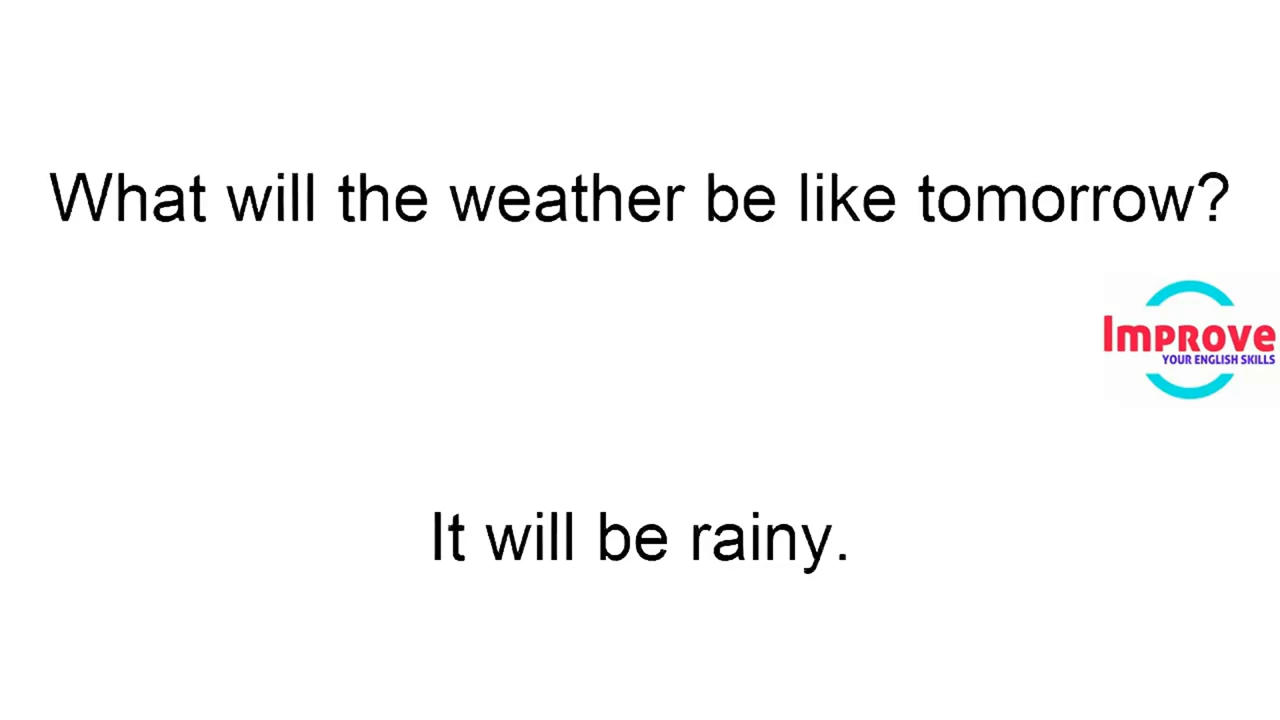 What will the weather be like tomorrow?
Improve
YOUR ENGLISH SKILLS
It will be rainy.